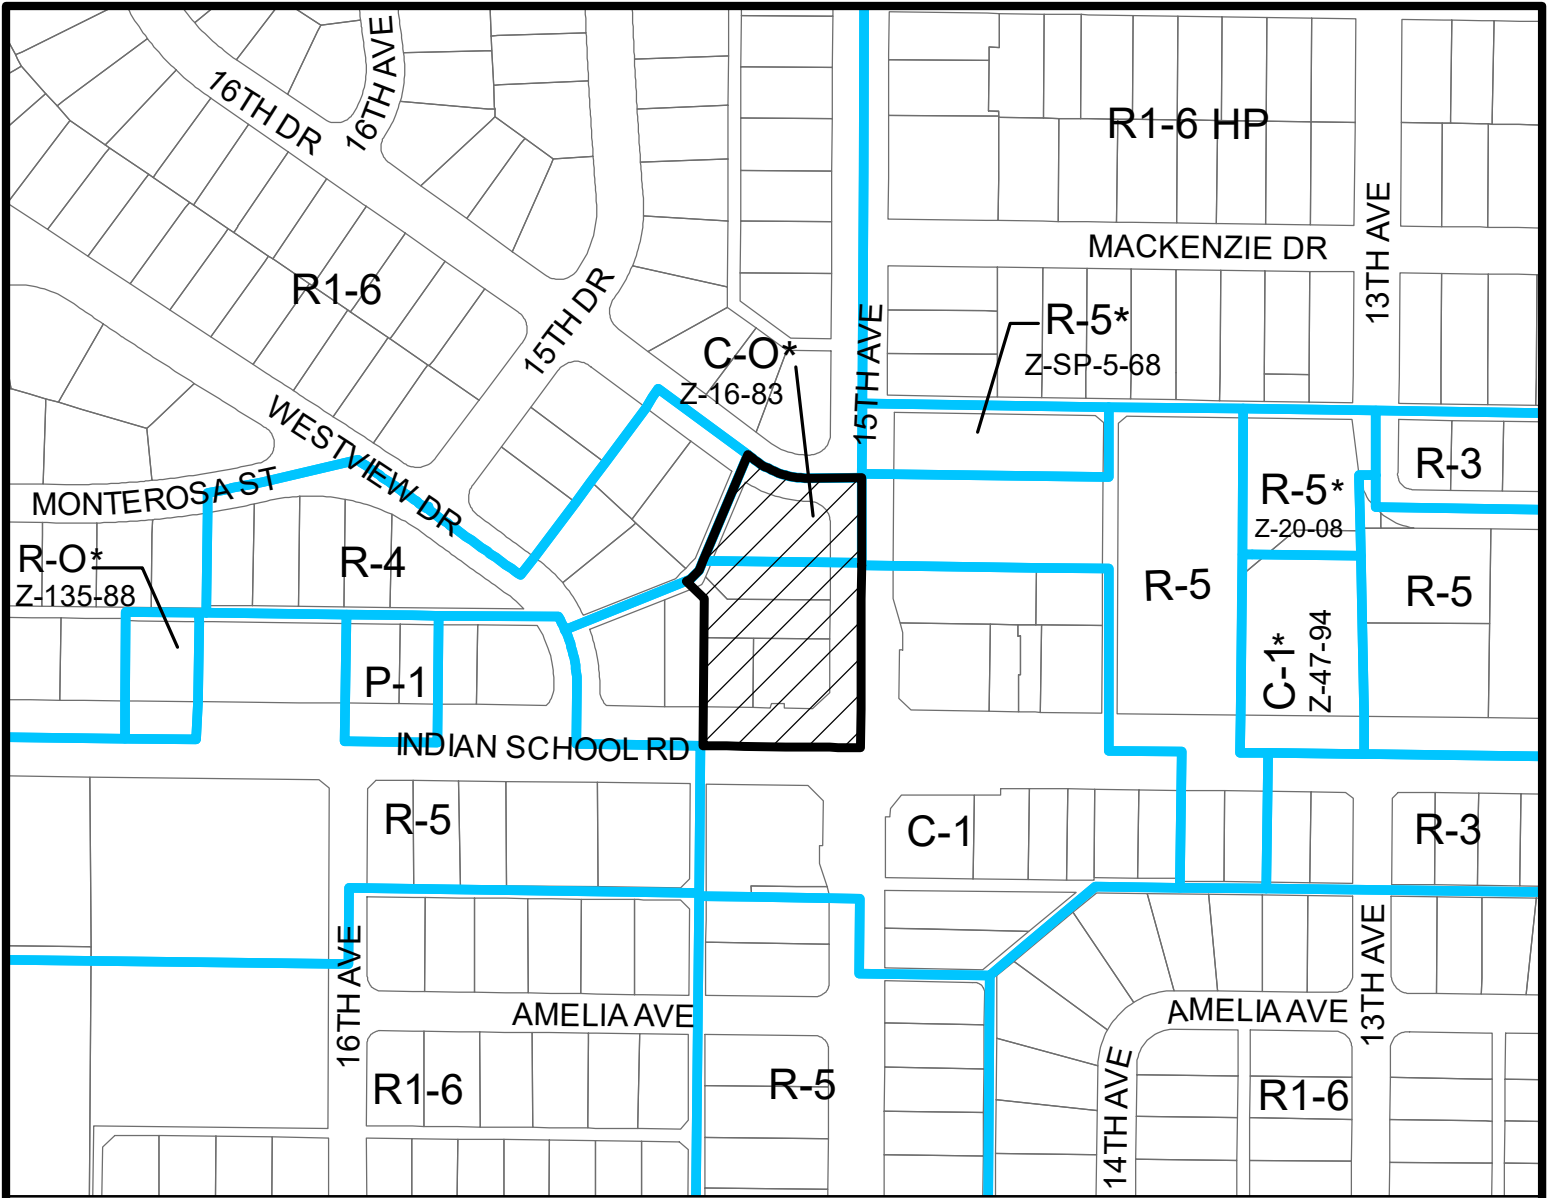 16TH AVE
16TH DR
R1-6 HP
13TH AVE
MACKENZIE DR
R1-6
15TH DR
R-5*
Z-SP-5-68
C-O*
Z-16-83
15TH AVE
WESTVIEW DR
MONTEROSA ST
R-3
R-5*
Z-20-08
R-O*
Z-135-88
R-4
R-5
R-5
C-1*
Z-47-94
P-1
INDIAN SCHOOL RD
R-5
C-1
R-3
16TH AVE
AMELIA AVE
AMELIA AVE
13TH AVE
R1-6
R-5
14TH AVE
R1-6